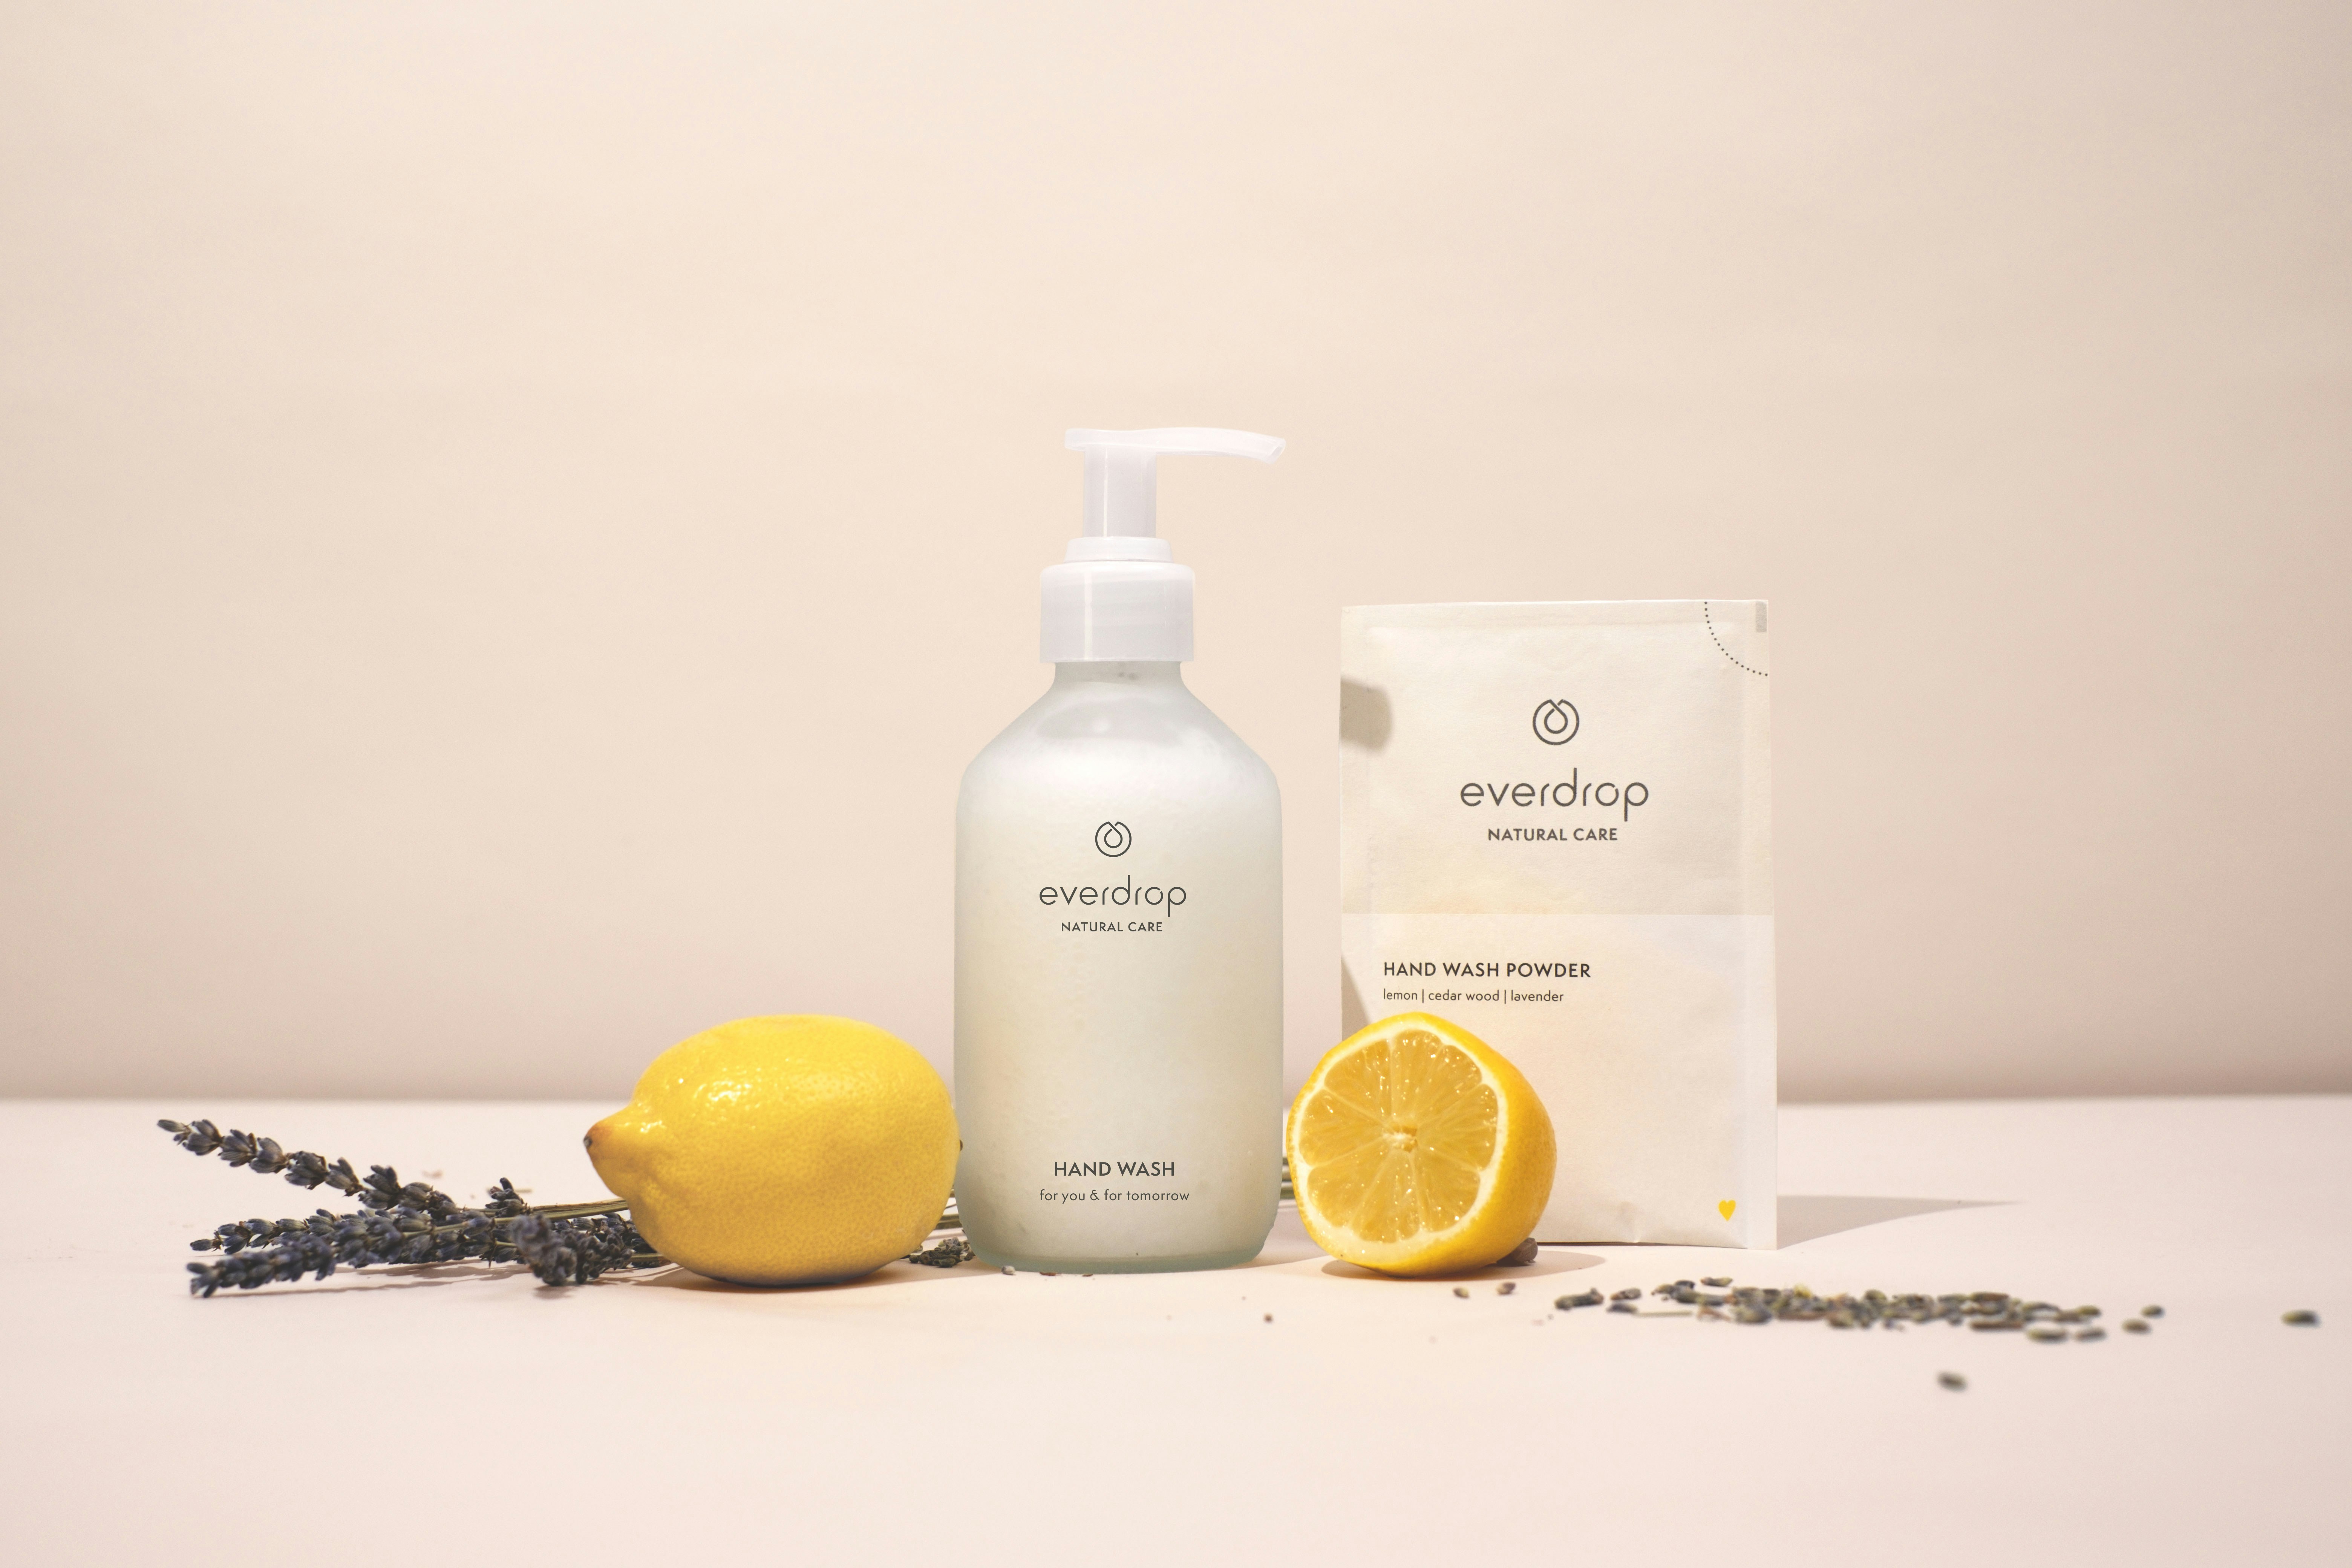 everdrop
NATURAL CARE
HAND WASH
for you & for tomorrow
everdrop
NATURAL CARE
HAND WASH POWDER
lemon | cedar wood | lavender